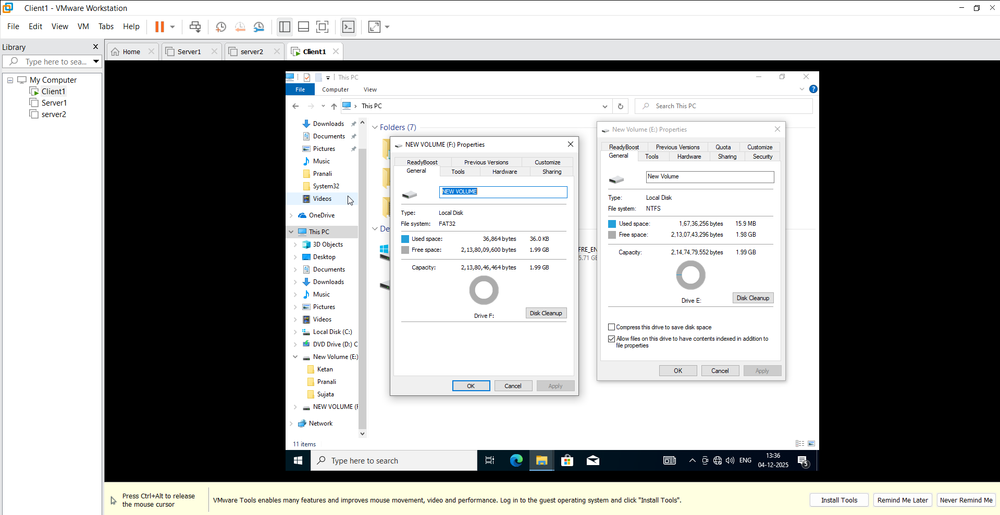 Client1 - VMware Workstation
File Edit View VM Tabs Help
Library
Type here to sea...
My Computer
Client1
Server1
server2
Home
Server1
server2
Client1
This PC
File Computer View
This PC
Search This PC
Downloads
Documents
Pictures
Music
Pranali
System32
Videos
OneDrive
This PC
3D Objects
Desktop
Documents
Downloads
Music
Pictures
Videos
Local Disk (C:)
DVD Drive (D:) C
New Volume (E:)
Ketan
Pranali
Sujata
NEW VOLUME (F
Network
11 items
Folders (7)
De
FRE_EN
5.71 GB
NEW VOLUME (F:) Properties
ReadyBoost Previous Versions Customize
General Tools Hardware Sharing
NEW VOLUME
Type: Local Disk
File system: FAT32
Used space: 36,864 bytes 36.0 KB
Free space: 2,13,80,09,600 bytes 1.99 GB
Capacity: 2,13,80,46,464 bytes 1.99 GB
Drive F:
Disk Cleanup
OK Cancel Apply
New Volume (E:) Properties
ReadyBoost Previous Versions Quota Customize
General Tools Hardware Sharing Security
New Volume
Type: Local Disk
File system: NTFS
Used space: 1,67,36,256 bytes 15.9 MB
Free space: 2,13,07,43,296 bytes 1.98 GB
Capacity: 2,14,74,79,552 bytes 1.99 GB
Drive E:
Disk Cleanup
Compress this drive to save disk space
Allow files on this drive to have contents indexed in addition to
file properties
OK Cancel Apply
Type here to search
ENG
13:36
04-12-2025
5
Press Ctrl+Alt to release
the mouse cursor
VMware Tools enables many features and improves mouse movement, video and performance. Log in to the guest operating system and click "Install Tools".
Install Tools
Remind Me Later
Never Remind Me